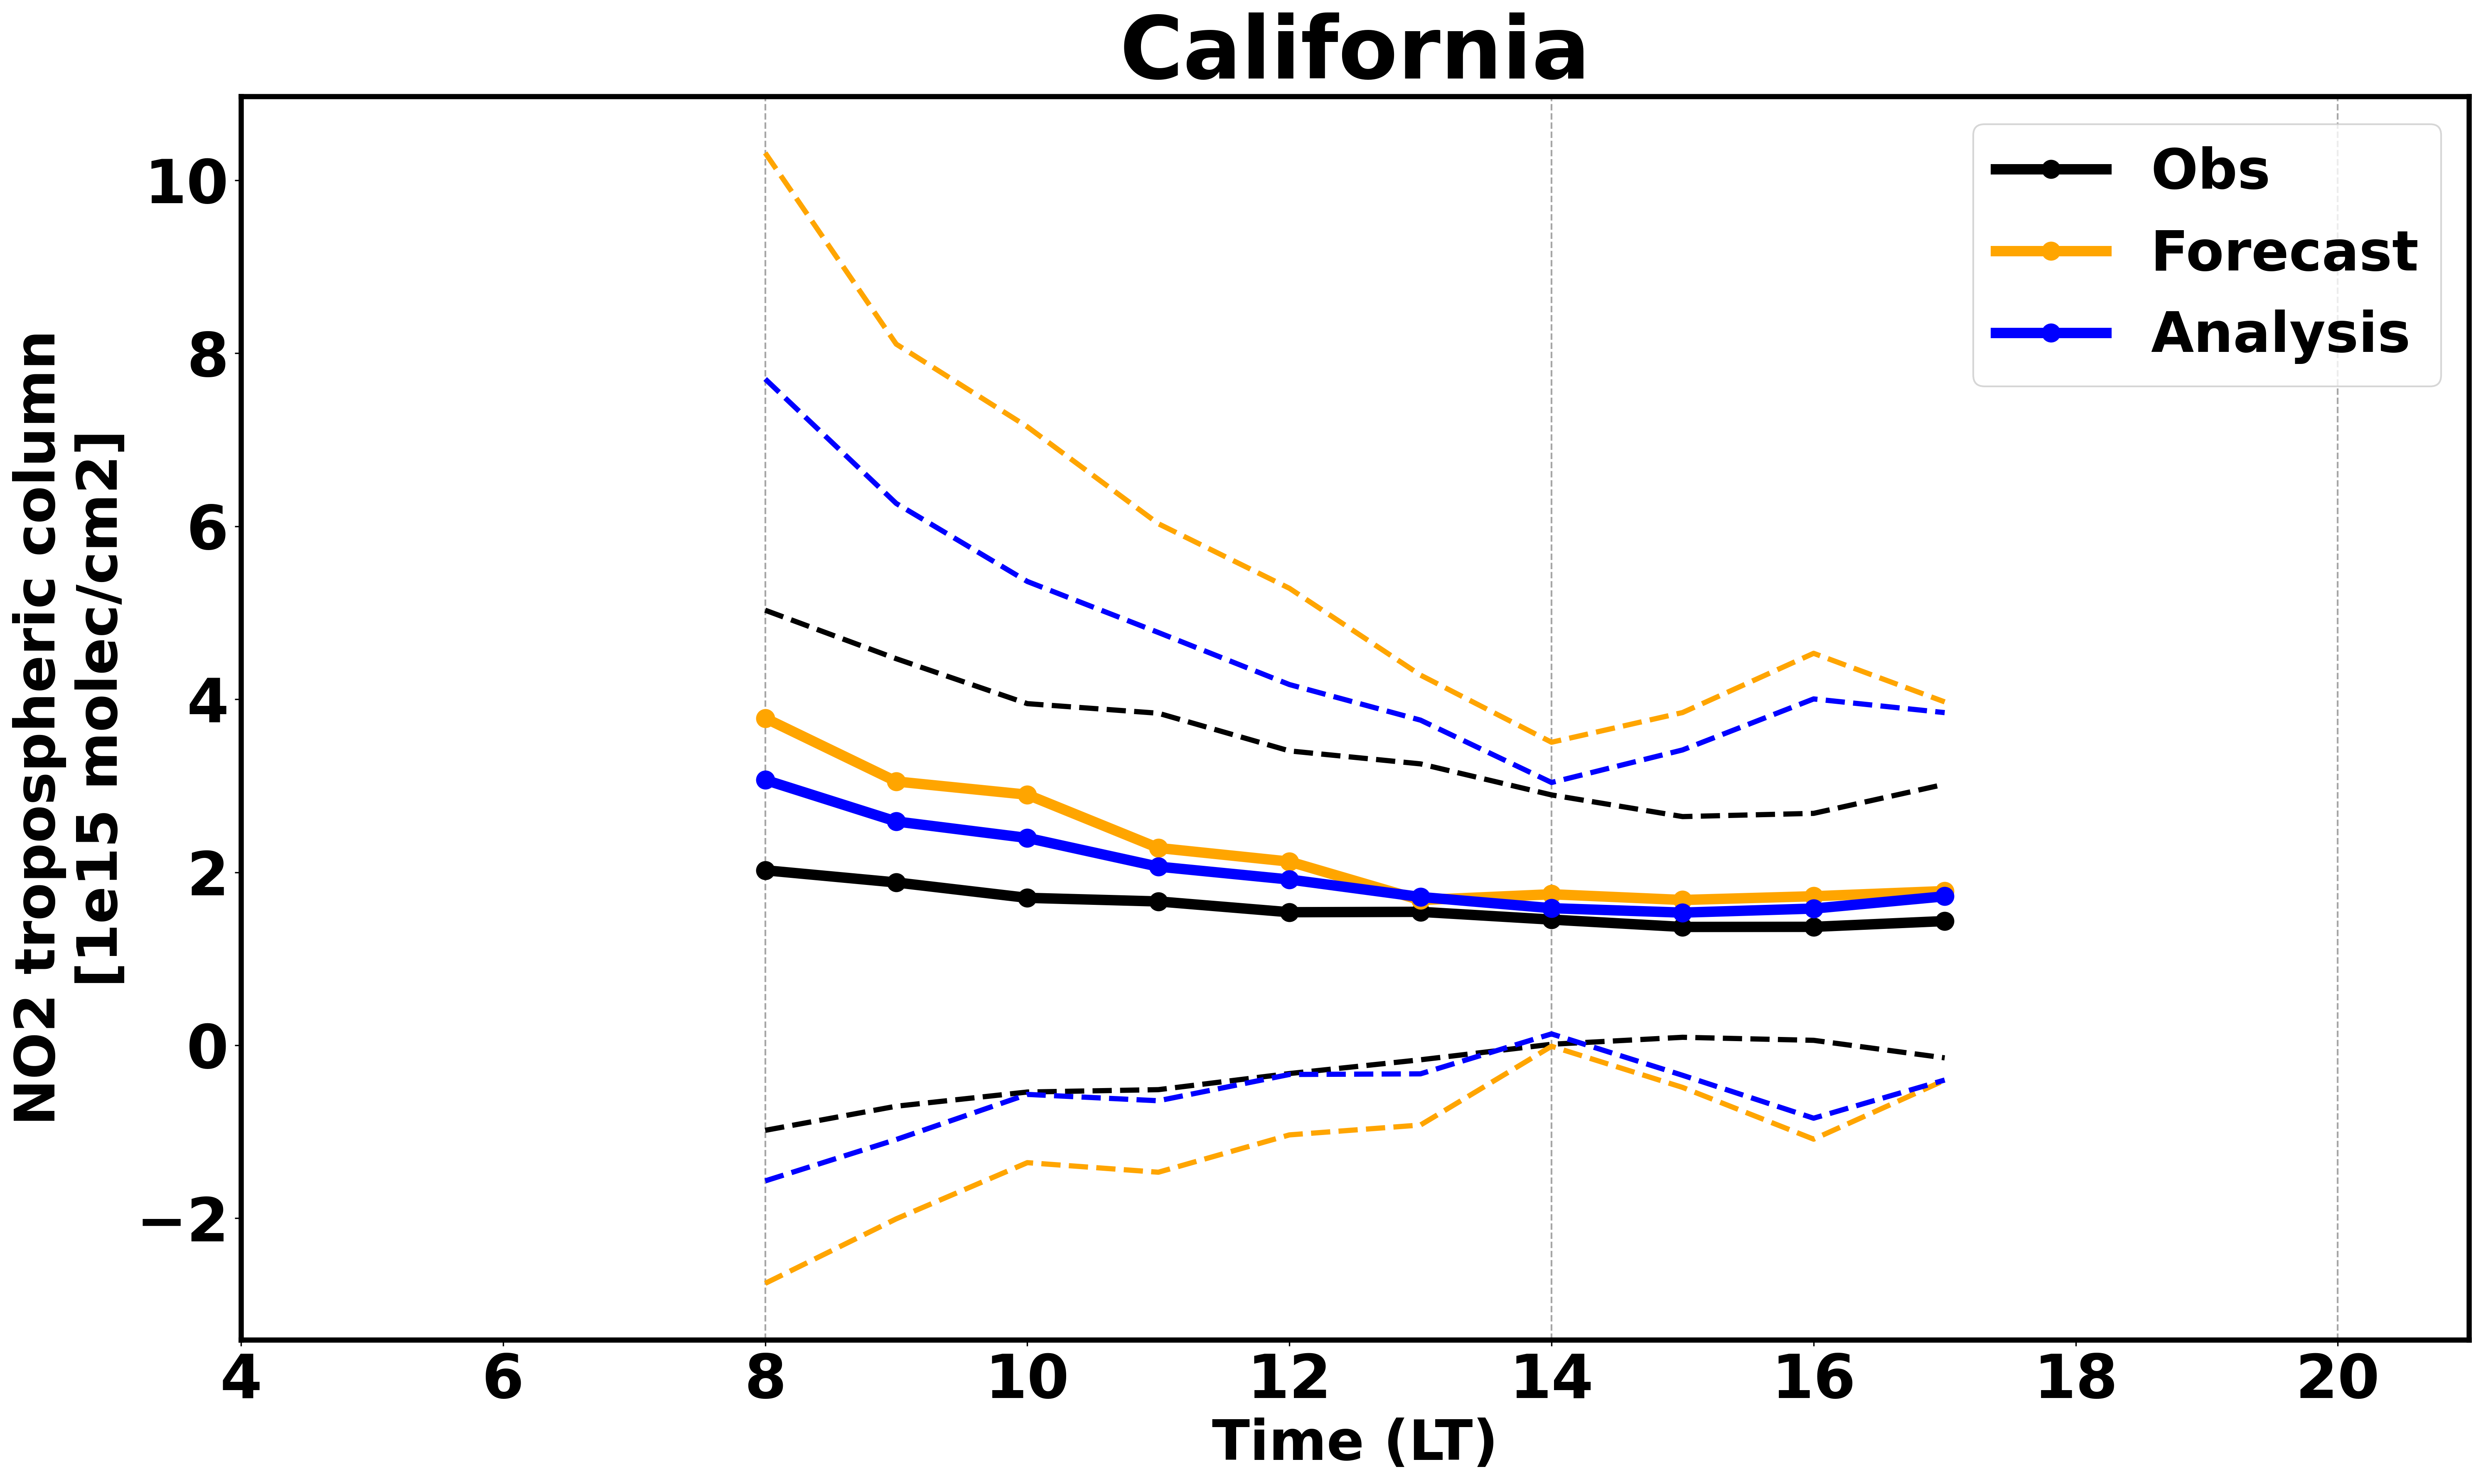 California
NO2 tropospheric column
[1e15 molec/cm2]
10
8
6
4
2
0
−2
Obs
Forecast
Analysis
4 6 8 10 12 14 16 18 20
Time (LT)